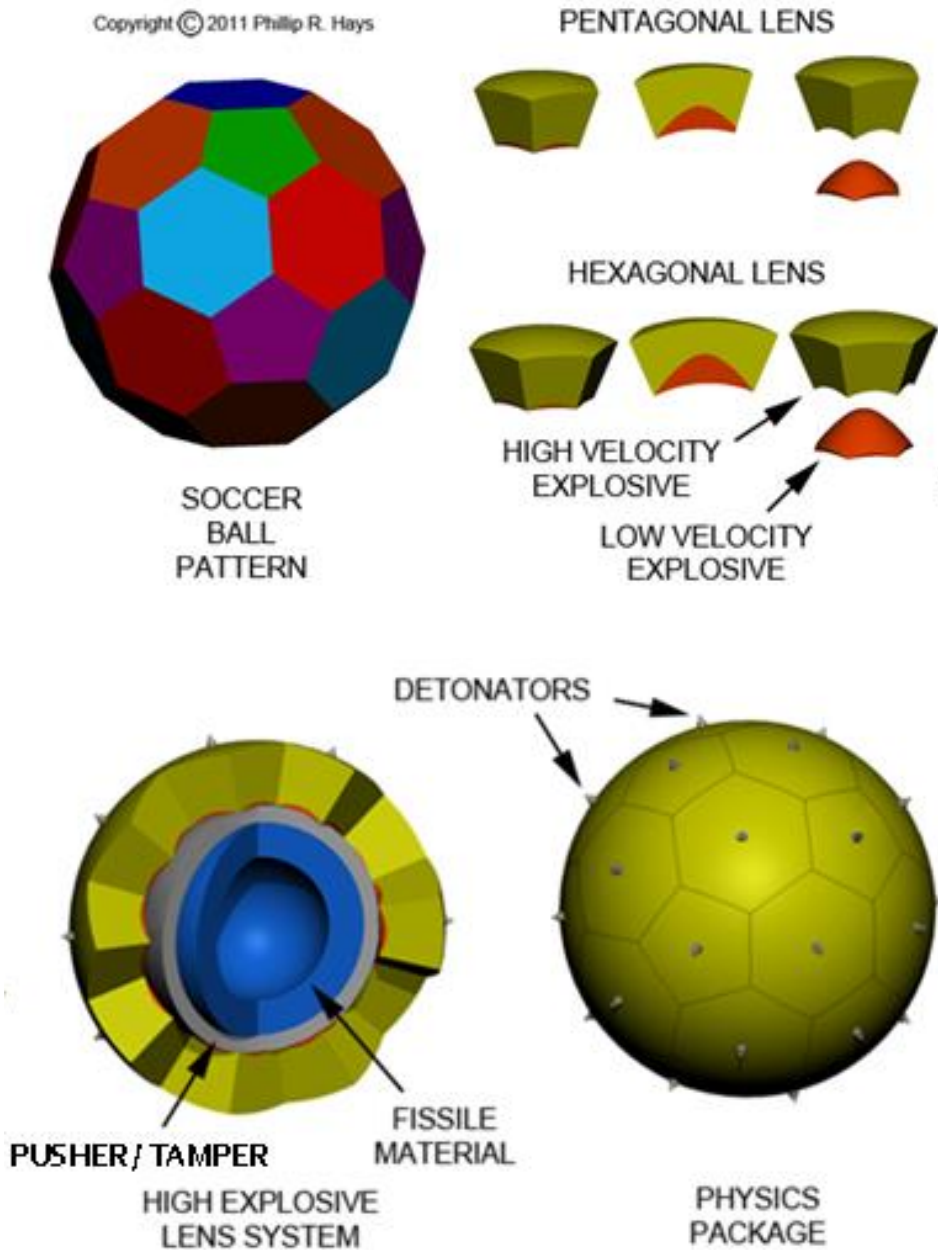 Copyright © 2011 Phillip R. Hays
PENTAGONAL LENS
HEXAGONAL LENS
HIGH VELOCITY
EXPLOSIVE
LOW VELOCITY
EXPLOSIVE
SOCCER
BALL
PATTERN
DETONATORS
FISSILE
MATERIAL
PUSHER / TAMPER
HIGH EXPLOSIVE
LENS SYSTEM
PHYSICS
PACKAGE